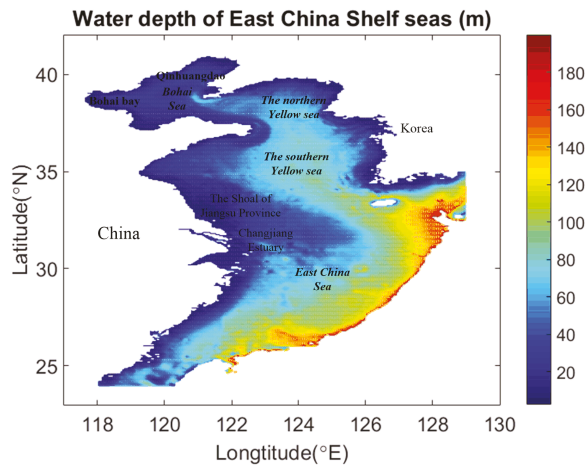 Water depth of East China Shelf seas (m)
40
35
30
25
Latitude(°N)
118
120
122
124
126
128
130
Longtitude(°E)
Qinhuangdao
Bohai bay
Bohai
Sea
The northern
Yellow sea
Korea
The southern
Yellow sea
The Shoal of
Jiangsu Province
China
Changjiang
Estuary
East China
Sea
180
160
140
120
100
80
60
40
20